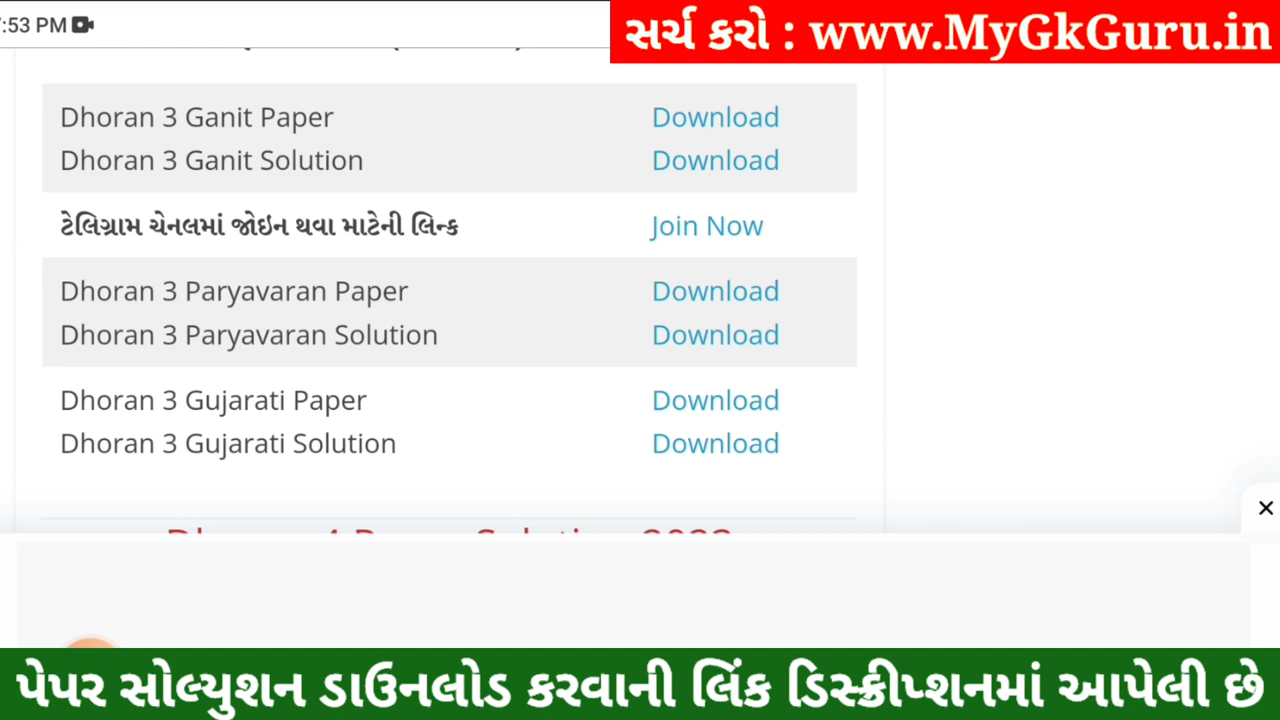 :53 PM
સર્ચ કરો : www.MyGkGuru.in
Dhoran 3 Ganit Paper Download
Dhoran 3 Ganit Solution Download
ટેલિગ્રામ ચેનલમાં જોઇન થવા માટેની લિન્ક Join Now
Dhoran 3 Paryavaran Paper Download
Dhoran 3 Paryavaran Solution Download
Dhoran 3 Gujarati Paper Download
Dhoran 3 Gujarati Solution Download
પેપર સોલ્યુશન ડાઉનલોડ કરવાની લિંક ડિસ્ક્રીપ્શનમાં આપેલી છે